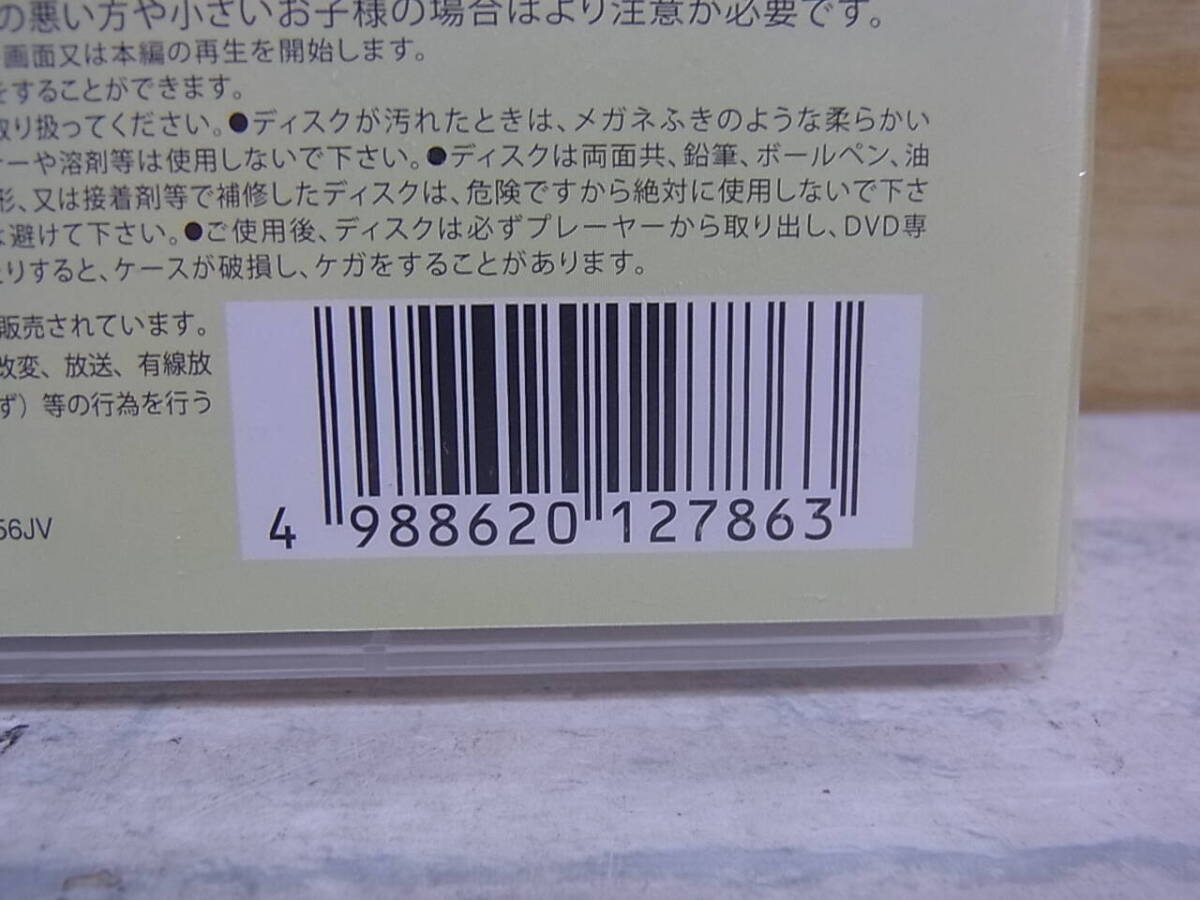 の悪い方や小さいお子様の場合はより注意が必要です。
画面又は本編の再生を開始します。
をすることができます。
取り扱ってください。●ディスクが汚れたときは、メガネふきのような柔らかい
ナーや溶剤等は使用しないで下さい。●ディスクは両面共、鉛筆、ボールペン、油
形、又は接着剤等で補修したディスクは、危険ですから絶対に使用しないで下さ
避けて下さい。●ご使用後、ディスクは必ずプレーヤーから取り出し、DVD専
たりすると、ケースが破損し、ケガをすることがあります。
販売されています。
改変、放送、有線放
ず）等の行為を行う
56JV
4 988620 127863